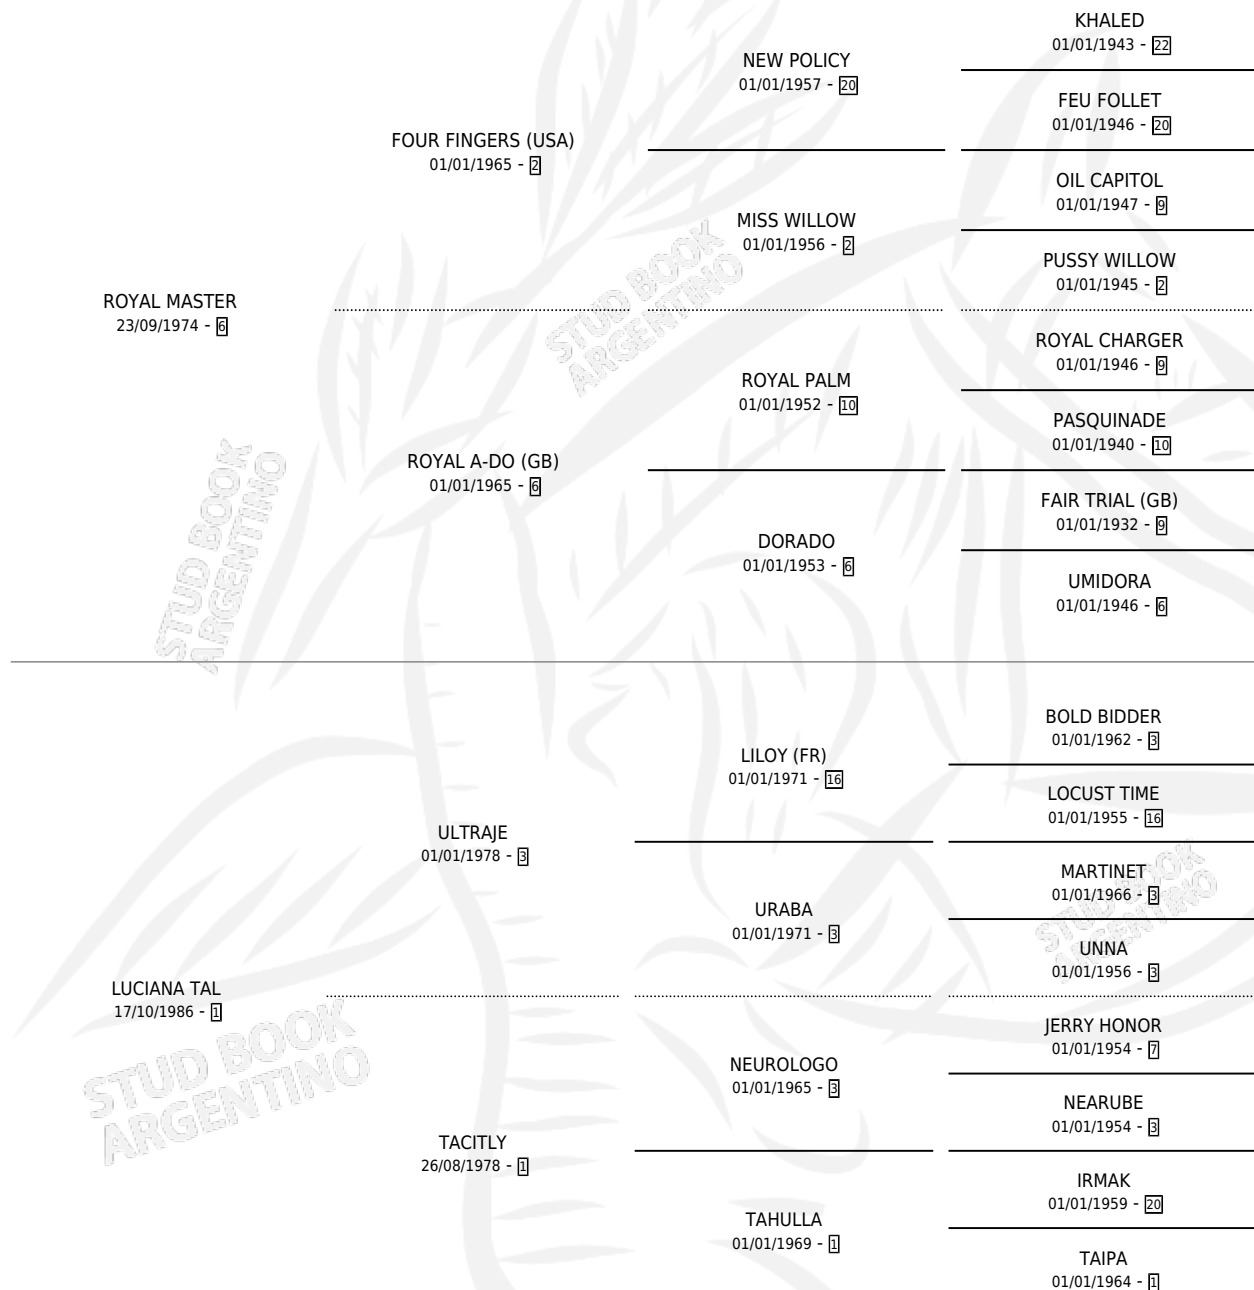 KHALED
01/01/1943 - 22
NEW POLICY
01/01/1957 - 20
FEU FOLLET
01/01/1946 - 20
FOUR FINGERS (USA)
01/01/1965 - 2
OIL CAPITOL
01/01/1947 - 9
MISS WILLOW
01/01/1956 - 2
PUSSY WILLOW
01/01/1945 - 2
ROYAL MASTER
23/09/1974 - 6
STUD BOOK
ARGENTINO
ROYAL CHARGER
01/01/1946 - 9
ROYAL PALM
01/01/1952 - 10
PASQUINADE
01/01/1940 - 10
ROYAL A-DO (GB)
01/01/1965 - 6
FAIR TRIAL (GB)
01/01/1932 - 9
DORADO
01/01/1953 - 6
UMIDORA
01/01/1946 - 6
STUD BOOK
ARGENTINO
BOLD BIDDER
01/01/1962 - 3
LILOY (FR)
01/01/1971 - 16
LOCUST TIME
01/01/1955 - 16
ULTRAJE
01/01/1978 - 3
MARTINET
01/01/1966 - 3
URABA
01/01/1971 - 3
UNNA
01/01/1956 - 3
STUD BOOK
ARGENTINO
LUCIANA TAL
17/10/1986 - 1
JERRY HONOR
01/01/1954 - 7
NEUROLOGO
01/01/1965 - 3
NEARUBE
01/01/1954 - 3
STUD BOOK
ARGENTINO
TACITLY
26/08/1978 - 1
IRMAK
01/01/1959 - 20
TAHULLA
01/01/1969 - 1
TAIPA
01/01/1964 - 1